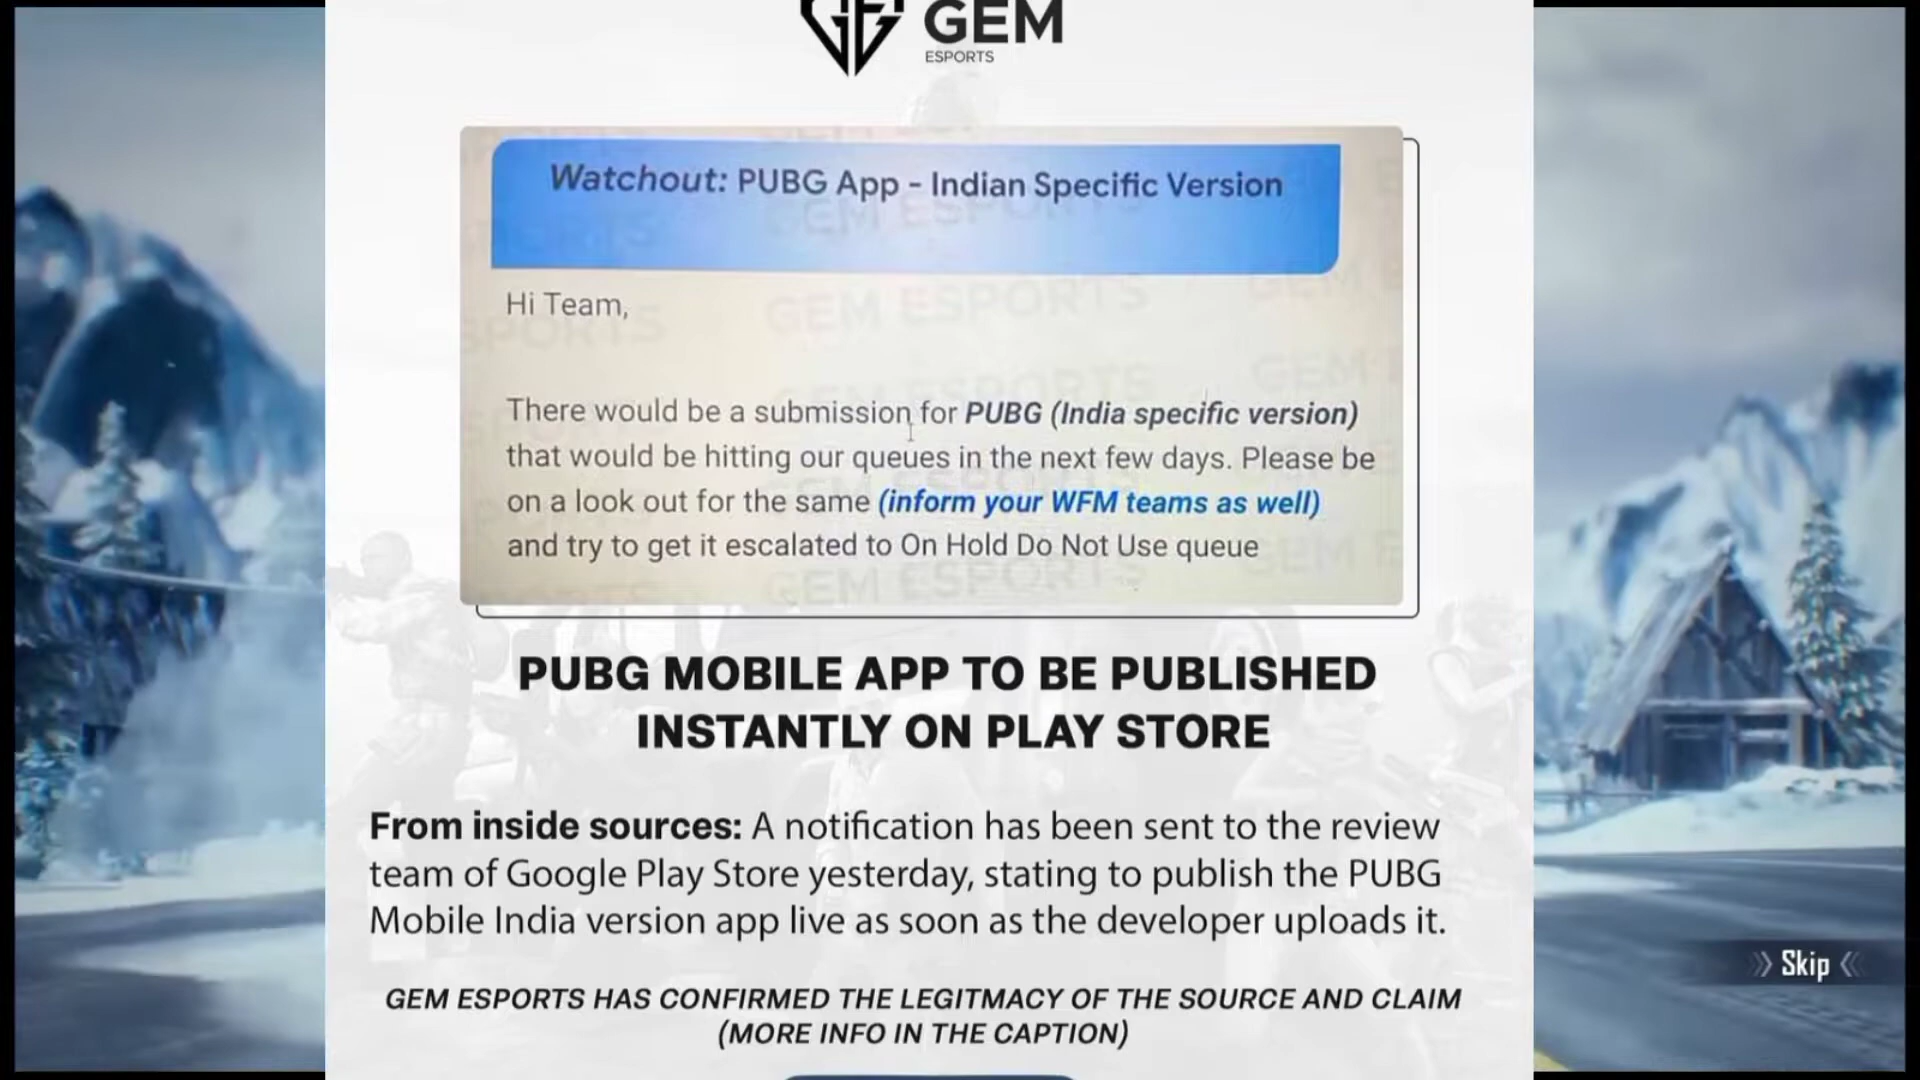 GEM
ESPORTS
Watchout: PUBG App - Indian Specific Version
Hi Team,
There would be a submission for PUBG (India specific version)
that would be hitting our queues in the next few days. Please be
on a look out for the same (inform your WFM teams as well)
and try to get it escalated to On Hold Do Not Use queue
PUBG MOBILE APP TO BE PUBLISHED
INSTANTLY ON PLAY STORE
From inside sources: A notification has been sent to the review
team of Google Play Store yesterday, stating to publish the PUBG
Mobile India version app live as soon as the developer uploads it.
Skip
GEM ESPORTS HAS CONFIRMED THE LEGITMACY OF THE SOURCE AND CLAIM
(MORE INFO IN THE CAPTION)